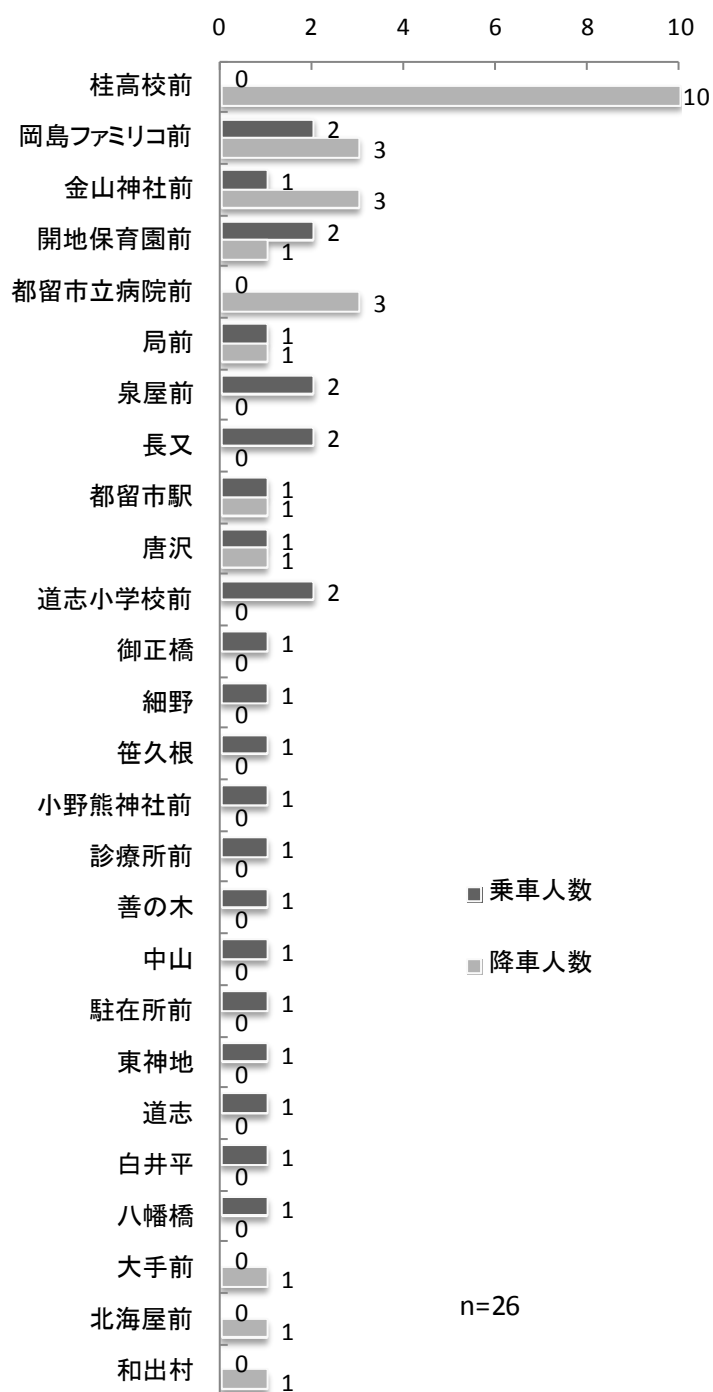 0 2 4 6 8 10
桂高校前 0
10
岡島ファミリコ前 2
3
金山神社前 1
3
開地保育園前 2
1
都留市立病院前 0
3
局前 1
1
泉屋前 2
0
長又 2
0
都留市駅 1
1
唐沢 1
1
道志小学校前 2
0
御正橋 1
0
細野 1
0
笹久根 1
0
小野熊神社前 1
0
診療所前 1
0
善の木 1
0
中山 1
0
駐在所前 1
0
東神地 1
0
道志 1
0
白井平 1
0
八幡橋 1
0
大手前 0
1
北海屋前 0
1
和出村 0
1
乗車人数
降車人数
n=26